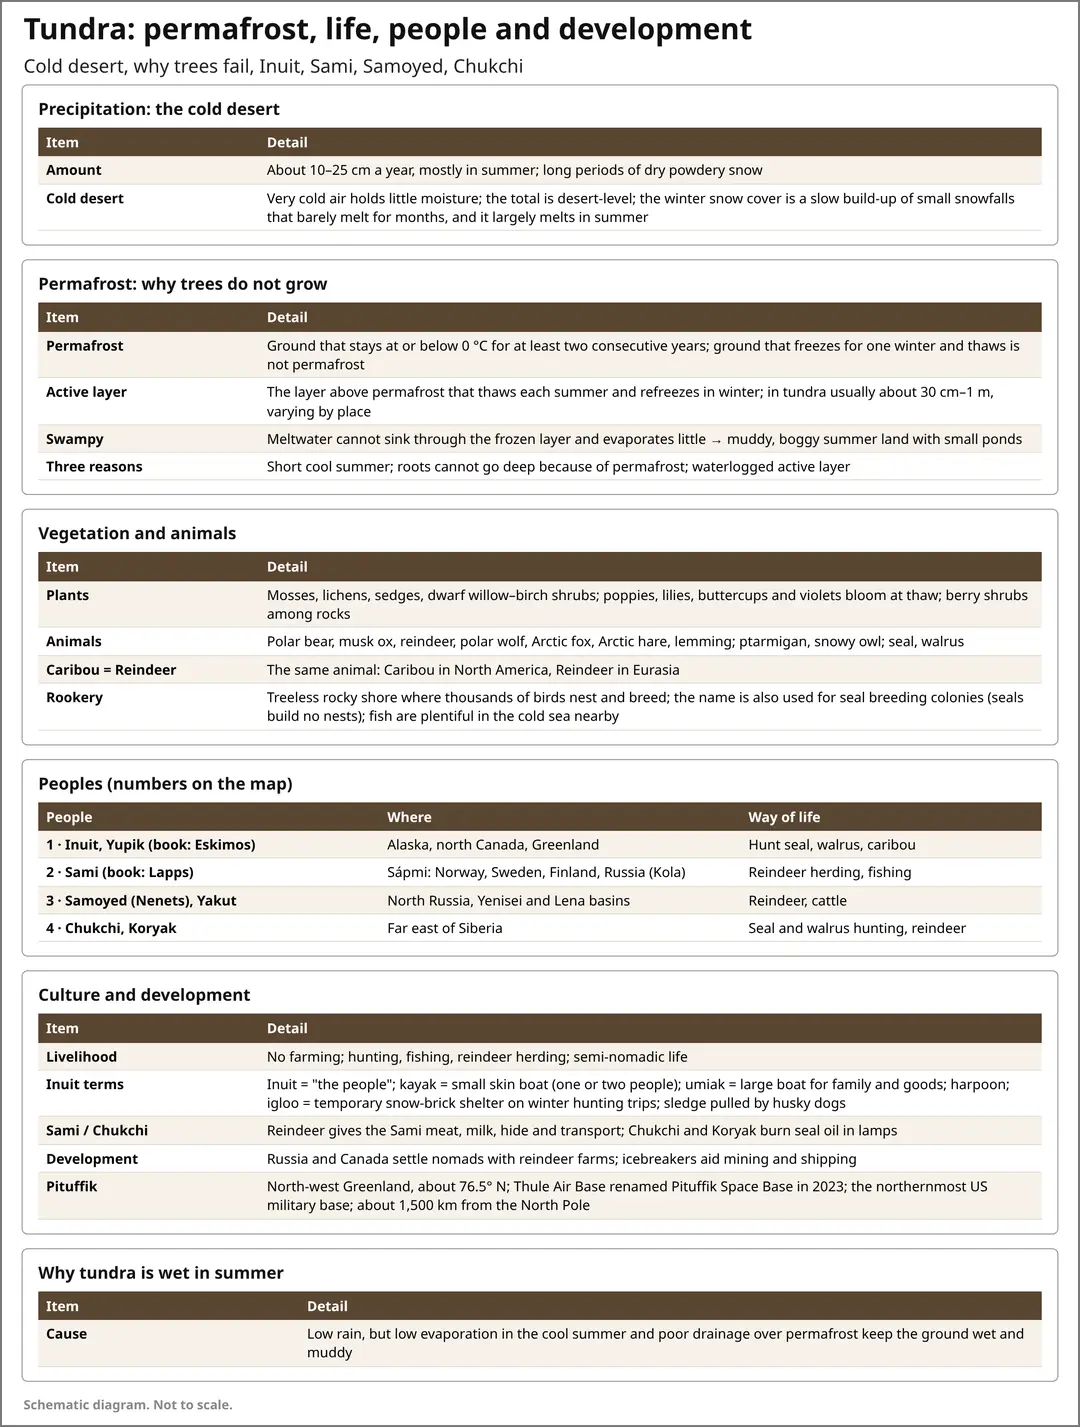 Tundra: permafrost, life, people and development
Cold desert, why trees fail, Inuit, Sami, Samoyed, Chukchi
Precipitation: the cold desert
Item Detail
Amount About 10–25 cm a year, mostly in summer; long periods of dry powdery snow
Cold desert Very cold air holds little moisture; the total is desert-level; the winter snow cover is a slow build-up of small snowfalls
that barely melt for months, and it largely melts in summer
Permafrost: why trees do not grow
Item Detail
Permafrost Ground that stays at or below 0 °C for at least two consecutive years; ground that freezes for one winter and thaws is
not permafrost
Active layer The layer above permafrost that thaws each summer and refreezes in winter; in tundra usually about 30 cm–1 m,
varying by place
Swampy Meltwater cannot sink through the frozen layer and evaporates little → muddy, boggy summer land with small ponds
Three reasons Short cool summer; roots cannot go deep because of permafrost; waterlogged active layer
Vegetation and animals
Item Detail
Plants Mosses, lichens, sedges, dwarf willow–birch shrubs; poppies, lilies, buttercups and violets bloom at thaw; berry shrubs
among rocks
Animals Polar bear, musk ox, reindeer, polar wolf, Arctic fox, Arctic hare, lemming; ptarmigan, snowy owl; seal, walrus
Caribou = Reindeer The same animal: Caribou in North America, Reindeer in Eurasia
Rookery Treeless rocky shore where thousands of birds nest and breed; the name is also used for seal breeding colonies (seals
build no nests); fish are plentiful in the cold sea nearby
Peoples (numbers on the map)
People Where Way of life
1 · Inuit, Yupik (book: Eskimos) Alaska, north Canada, Greenland Hunt seal, walrus, caribou
2 · Sami (book: Lapps) Sápmi: Norway, Sweden, Finland, Russia (Kola) Reindeer herding, fishing
3 · Samoyed (Nenets), Yakut North Russia, Yenisei and Lena basins Reindeer, cattle
4 · Chukchi, Koryak Far east of Siberia Seal and walrus hunting, reindeer
Culture and development
Item Detail
Livelihood No farming; hunting, fishing, reindeer herding; semi-nomadic life
Inuit terms Inuit = "the people"; kayak = small skin boat (one or two people); umiak = large boat for family and goods; harpoon;
igloo = temporary snow-brick shelter on winter hunting trips; sledge pulled by husky dogs
Sami / Chukchi Reindeer gives the Sami meat, milk, hide and transport; Chukchi and Koryak burn seal oil in lamps
Development Russia and Canada settle nomads with reindeer farms; icebreakers aid mining and shipping
Pituffik North-west Greenland, about 76.5° N; Thule Air Base renamed Pituffik Space Base in 2023; the northernmost US
military base; about 1,500 km from the North Pole
Why tundra is wet in summer
Item Detail
Cause Low rain, but low evaporation in the cool summer and poor drainage over permafrost keep the ground wet and
muddy
Schematic diagram. Not to scale.